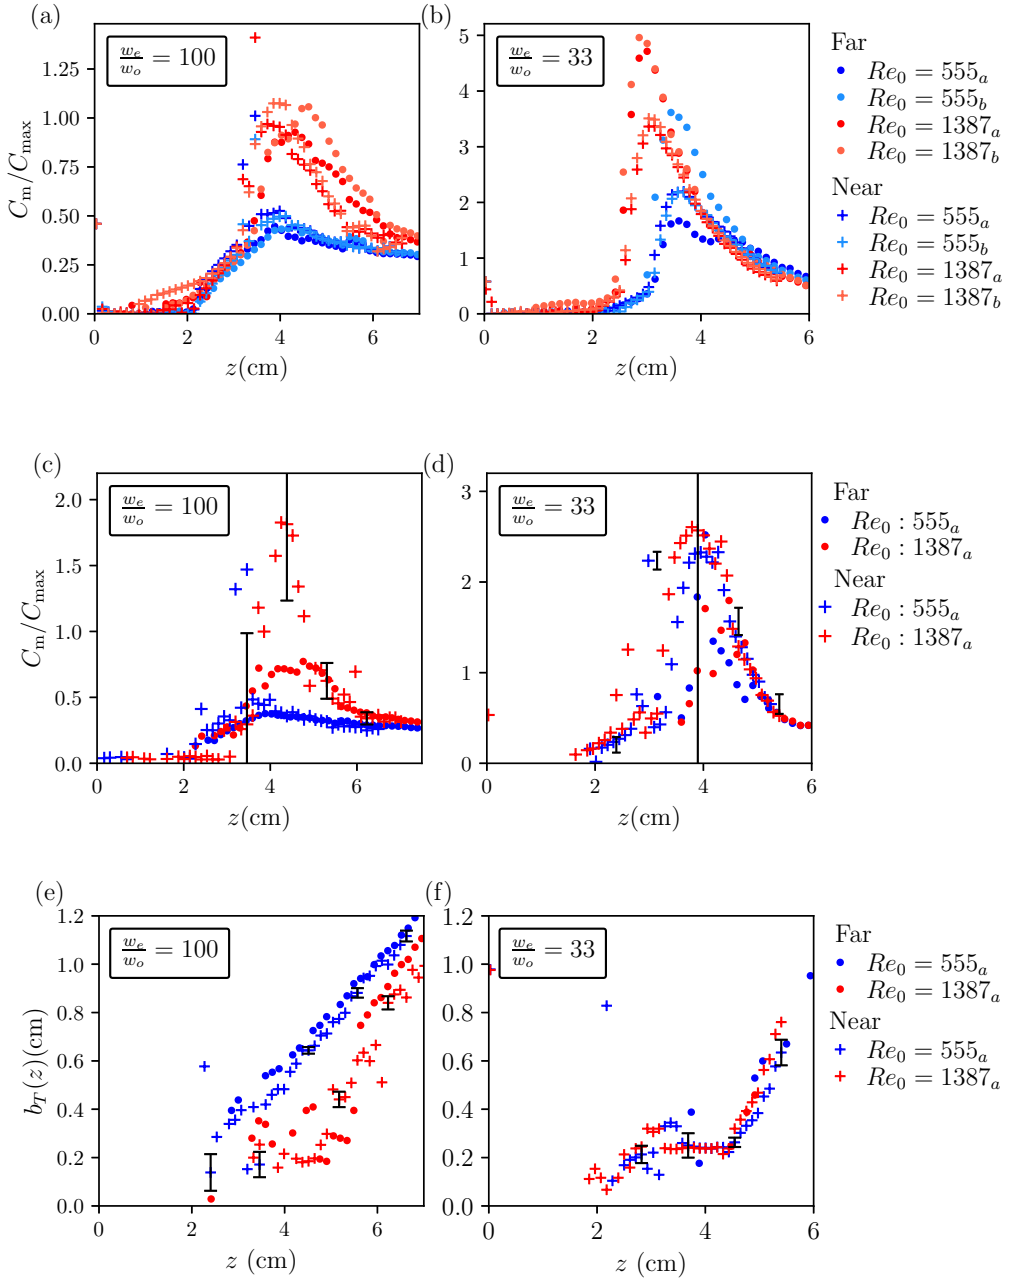 (a)
(b)
w_e/w_o = 100
w_e/w_o = 33
C_m/C_max
1.25
1.00
0.75
0.50
0.25
0.00
0 2 4 6
z(cm)
5
4
3
2
1
0
0 2 4 6
z(cm)
Far
Re_0 = 555_a
Re_0 = 555_b
Re_0 = 1387_a
Re_0 = 1387_b
Near
Re_0 = 555_a
Re_0 = 555_b
Re_0 = 1387_a
Re_0 = 1387_b
(c)
(d)
w_e/w_o = 100
w_e/w_o = 33
C_m/C_max
2.0
1.5
1.0
0.5
0.0
0 2 4 6
z(cm)
3
2
1
0
0 2 4 6
z(cm)
Far
Re_0 : 555_a
Re_0 : 1387_a
Near
Re_0 : 555_a
Re_0 : 1387_a
(e)
(f)
w_e/w_o = 100
w_e/w_o = 33
b_T(z)(cm)
1.2
1.0
0.8
0.6
0.4
0.2
0.0
0 2 4 6
z (cm)
1.2
1.0
0.8
0.6
0.4
0.2
0.0
0 2 4 6
z (cm)
Far
Re_0 = 555_a
Re_0 = 1387_a
Near
Re_0 = 555_a
Re_0 = 1387_a